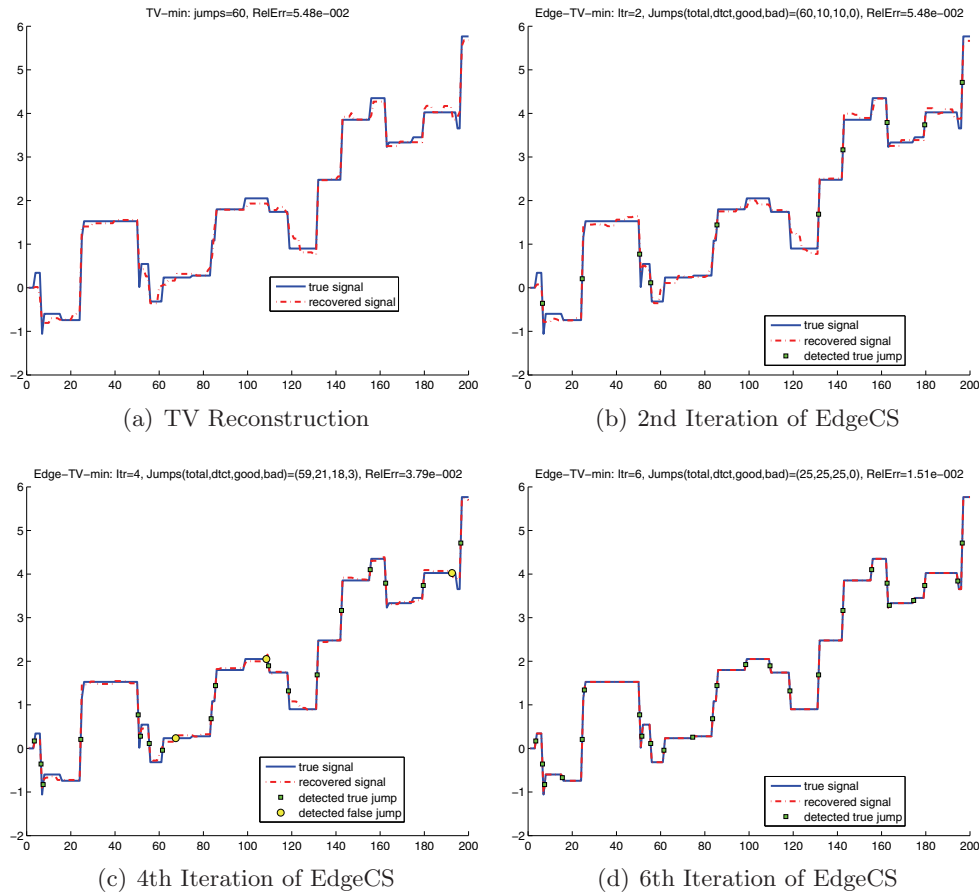 TV-min: jumps=60, RelErr=5.48e-002
6
5
4
3
2
1
0
−1
−2
0 20 40 60 80 100 120 140 160 180 200
true signal
recovered signal
(a) TV Reconstruction
Edge-TV-min: Itr=2, Jumps(total,dtct,good,bad)=(60,10,10,0), RelErr=5.48e-002
6
5
4
3
2
1
0
−1
−2
0 20 40 60 80 100 120 140 160 180 200
true signal
recovered signal
detected true jump
(b) 2nd Iteration of EdgeCS
Edge-TV-min: Itr=4, Jumps(total,dtct,good,bad)=(59,21,18,3), RelErr=3.79e-002
6
5
4
3
2
1
0
−1
−2
0 20 40 60 80 100 120 140 160 180 200
true signal
recovered signal
detected true jump
detected false jump
(c) 4th Iteration of EdgeCS
Edge-TV-min: Itr=6, Jumps(total,dtct,good,bad)=(25,25,25,0), RelErr=1.51e-002
6
5
4
3
2
1
0
−1
−2
0 20 40 60 80 100 120 140 160 180 200
true signal
recovered signal
detected true jump
(d) 6th Iteration of EdgeCS